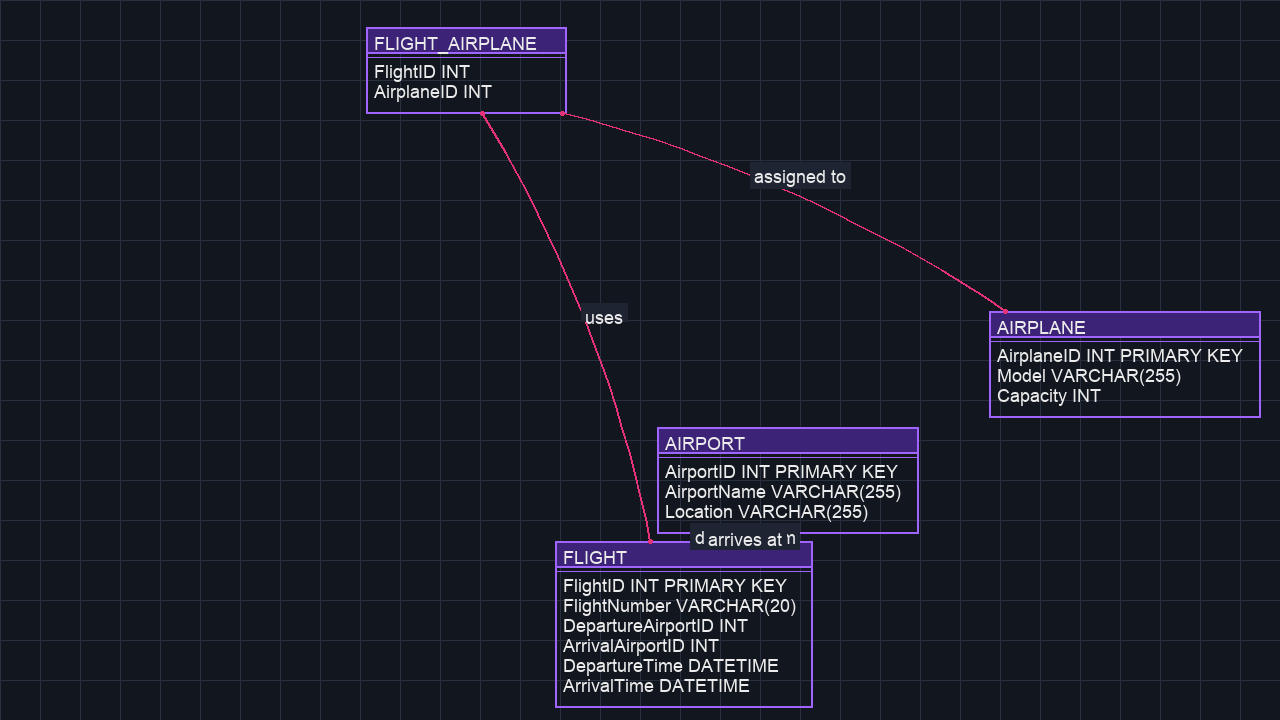 FLIGHT_AIRPLANE
FlightID INT
AirplaneID INT
assigned to
uses
AIRPLANE
AirplaneID INT PRIMARY KEY
Model VARCHAR(255)
Capacity INT
AIRPORT
AirportID INT PRIMARY KEY
AirportName VARCHAR(255)
Location VARCHAR(255)
arrives at
FLIGHT
FlightID INT PRIMARY KEY
FlightNumber VARCHAR(20)
DepartureAirportID INT
ArrivalAirportID INT
DepartureTime DATETIME
ArrivalTime DATETIME